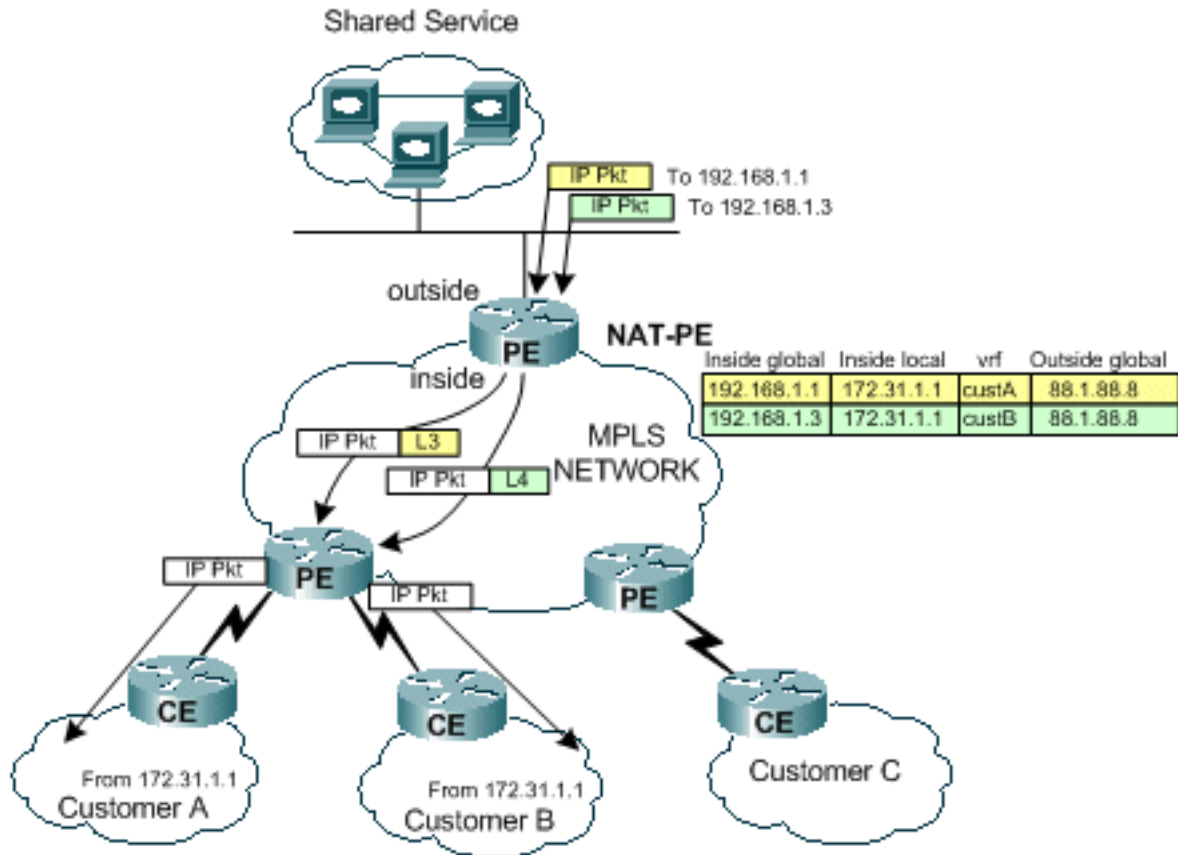 Shared Service
IP Pkt To 192.168.1.1
IP Pkt To 192.168.1.3
outside
PE NAT-PE
inside
Inside global Inside local vrf Outside global
192.168.1.1 172.31.1.1 custA 88.1.88.8
192.168.1.3 172.31.1.1 custB 88.1.88.8
MPLS
NETWORK
IP Pkt L3
IP Pkt L4
IP Pkt PE IP Pkt
PE
CE
CE
CE
From 172.31.1.1
Customer A
From 172.31.1.1
Customer B
Customer C